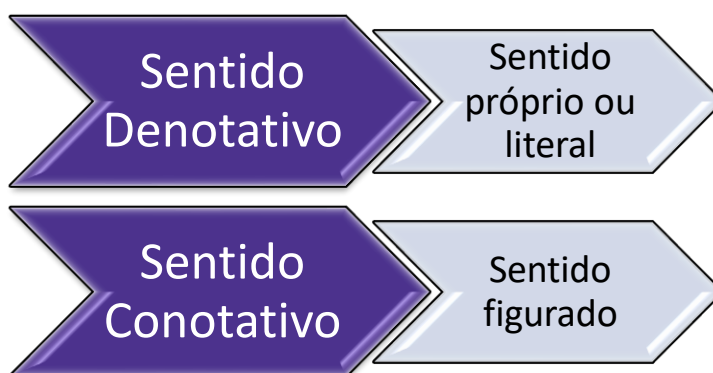 Sentido
Denotativo
Sentido
próprio ou
literal
Sentido
Conotativo
Sentido
figurado